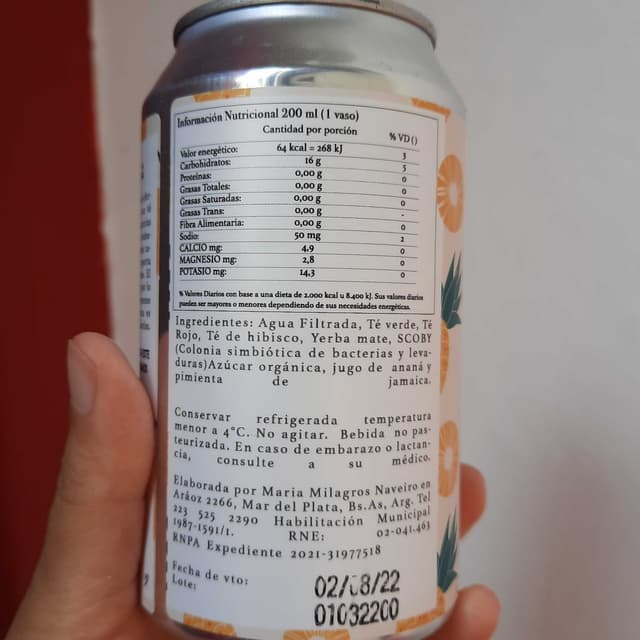 Información Nutricional 200 ml (1 vaso)
Cantidad por porción % VD ()
Valor energético: 64 kcal = 268 kJ 3
Carbohidratos: 16 g 5
Proteinas: 0,00 g 0
Grasas Totales: 0,00 g 0
Grasas Saturadas: 0,00 g 0
Grasas Trans: 0,00 g -
Fibra Alimentaria: 0,00 g 0
Sodio: 50 mg 2
CALCIO mg: 4,9 0
MAGNESIO mg: 2,8 0
POTASIO mg: 14,3 0
% Valores Diarios con base a una dieta de 2.000 kcal u 8.400 kJ. Sus valores diarios
pueden ser mayores o menores dependiendo de sus necesidades energéticas.
Ingredientes: Agua Filtrada, Té verde, Té
Rojo, Té de hibisco, Yerba mate, SCOBY
(Colonia simbiótica de bacterias y leva-
duras)Azúcar orgánica, jugo de ananá y
pimienta de jamaica.
Conservar refrigerada temperatura
menor a 4°C. No agitar. Bebida no pas-
teurizada. En caso de embarazo o lactan-
cia, consulte a su médico.
Elaborada por Maria Milagros Naveiro en
Aráoz 2266, Mar del Plata, Bs.As, Arg. Tel
223 525 2290 Habilitación Municipal
1987-1591/1. RNE: 02-041.463
RNPA Expediente 2021-31977518
Fecha de vto: 02/08/22
Lote: 01032200